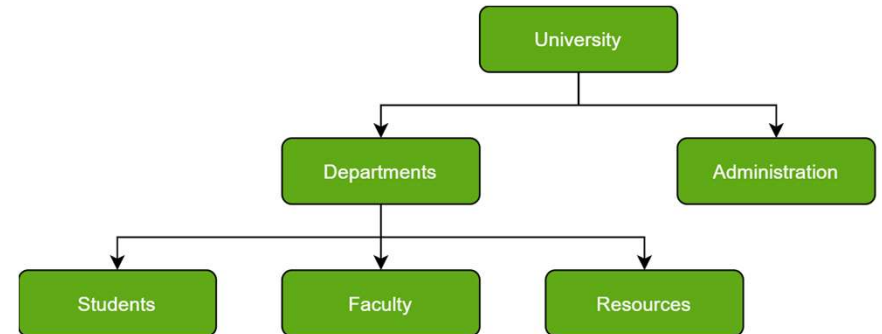 University
Departments
Administration
Students
Faculty
Resources